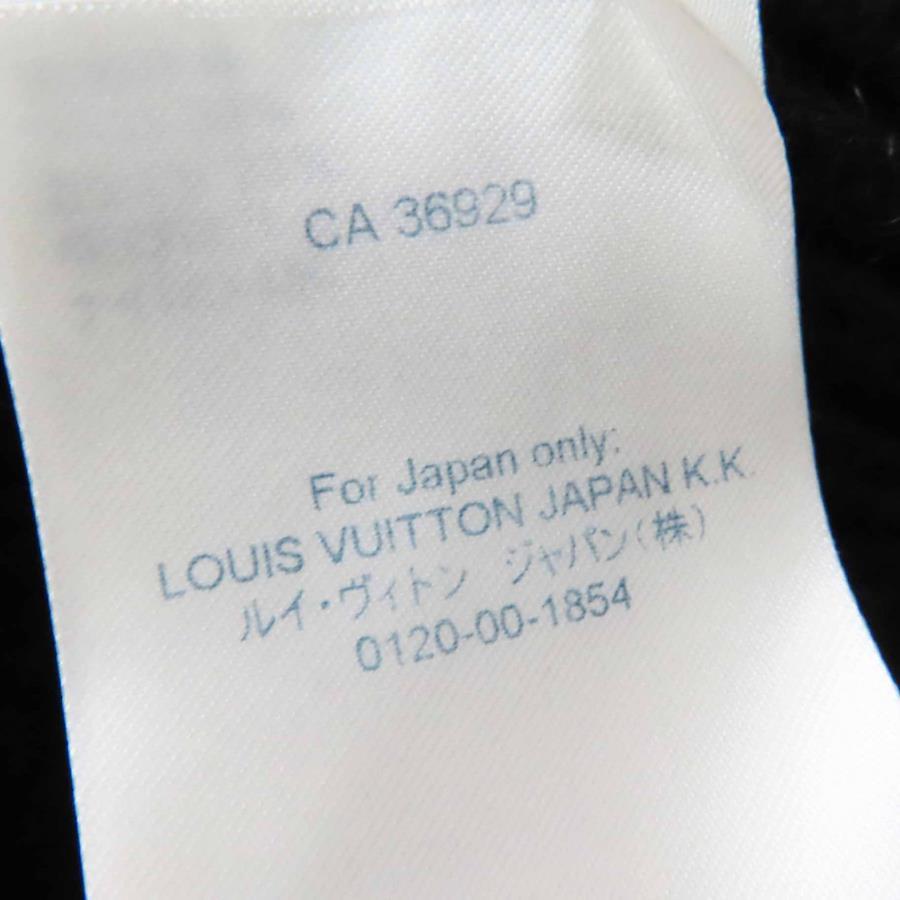 CA 36929
For Japan only:
LOUIS VUITTON JAPAN K.K.
ルイ・ヴィトン ジャパン(株)
0120-00-1854